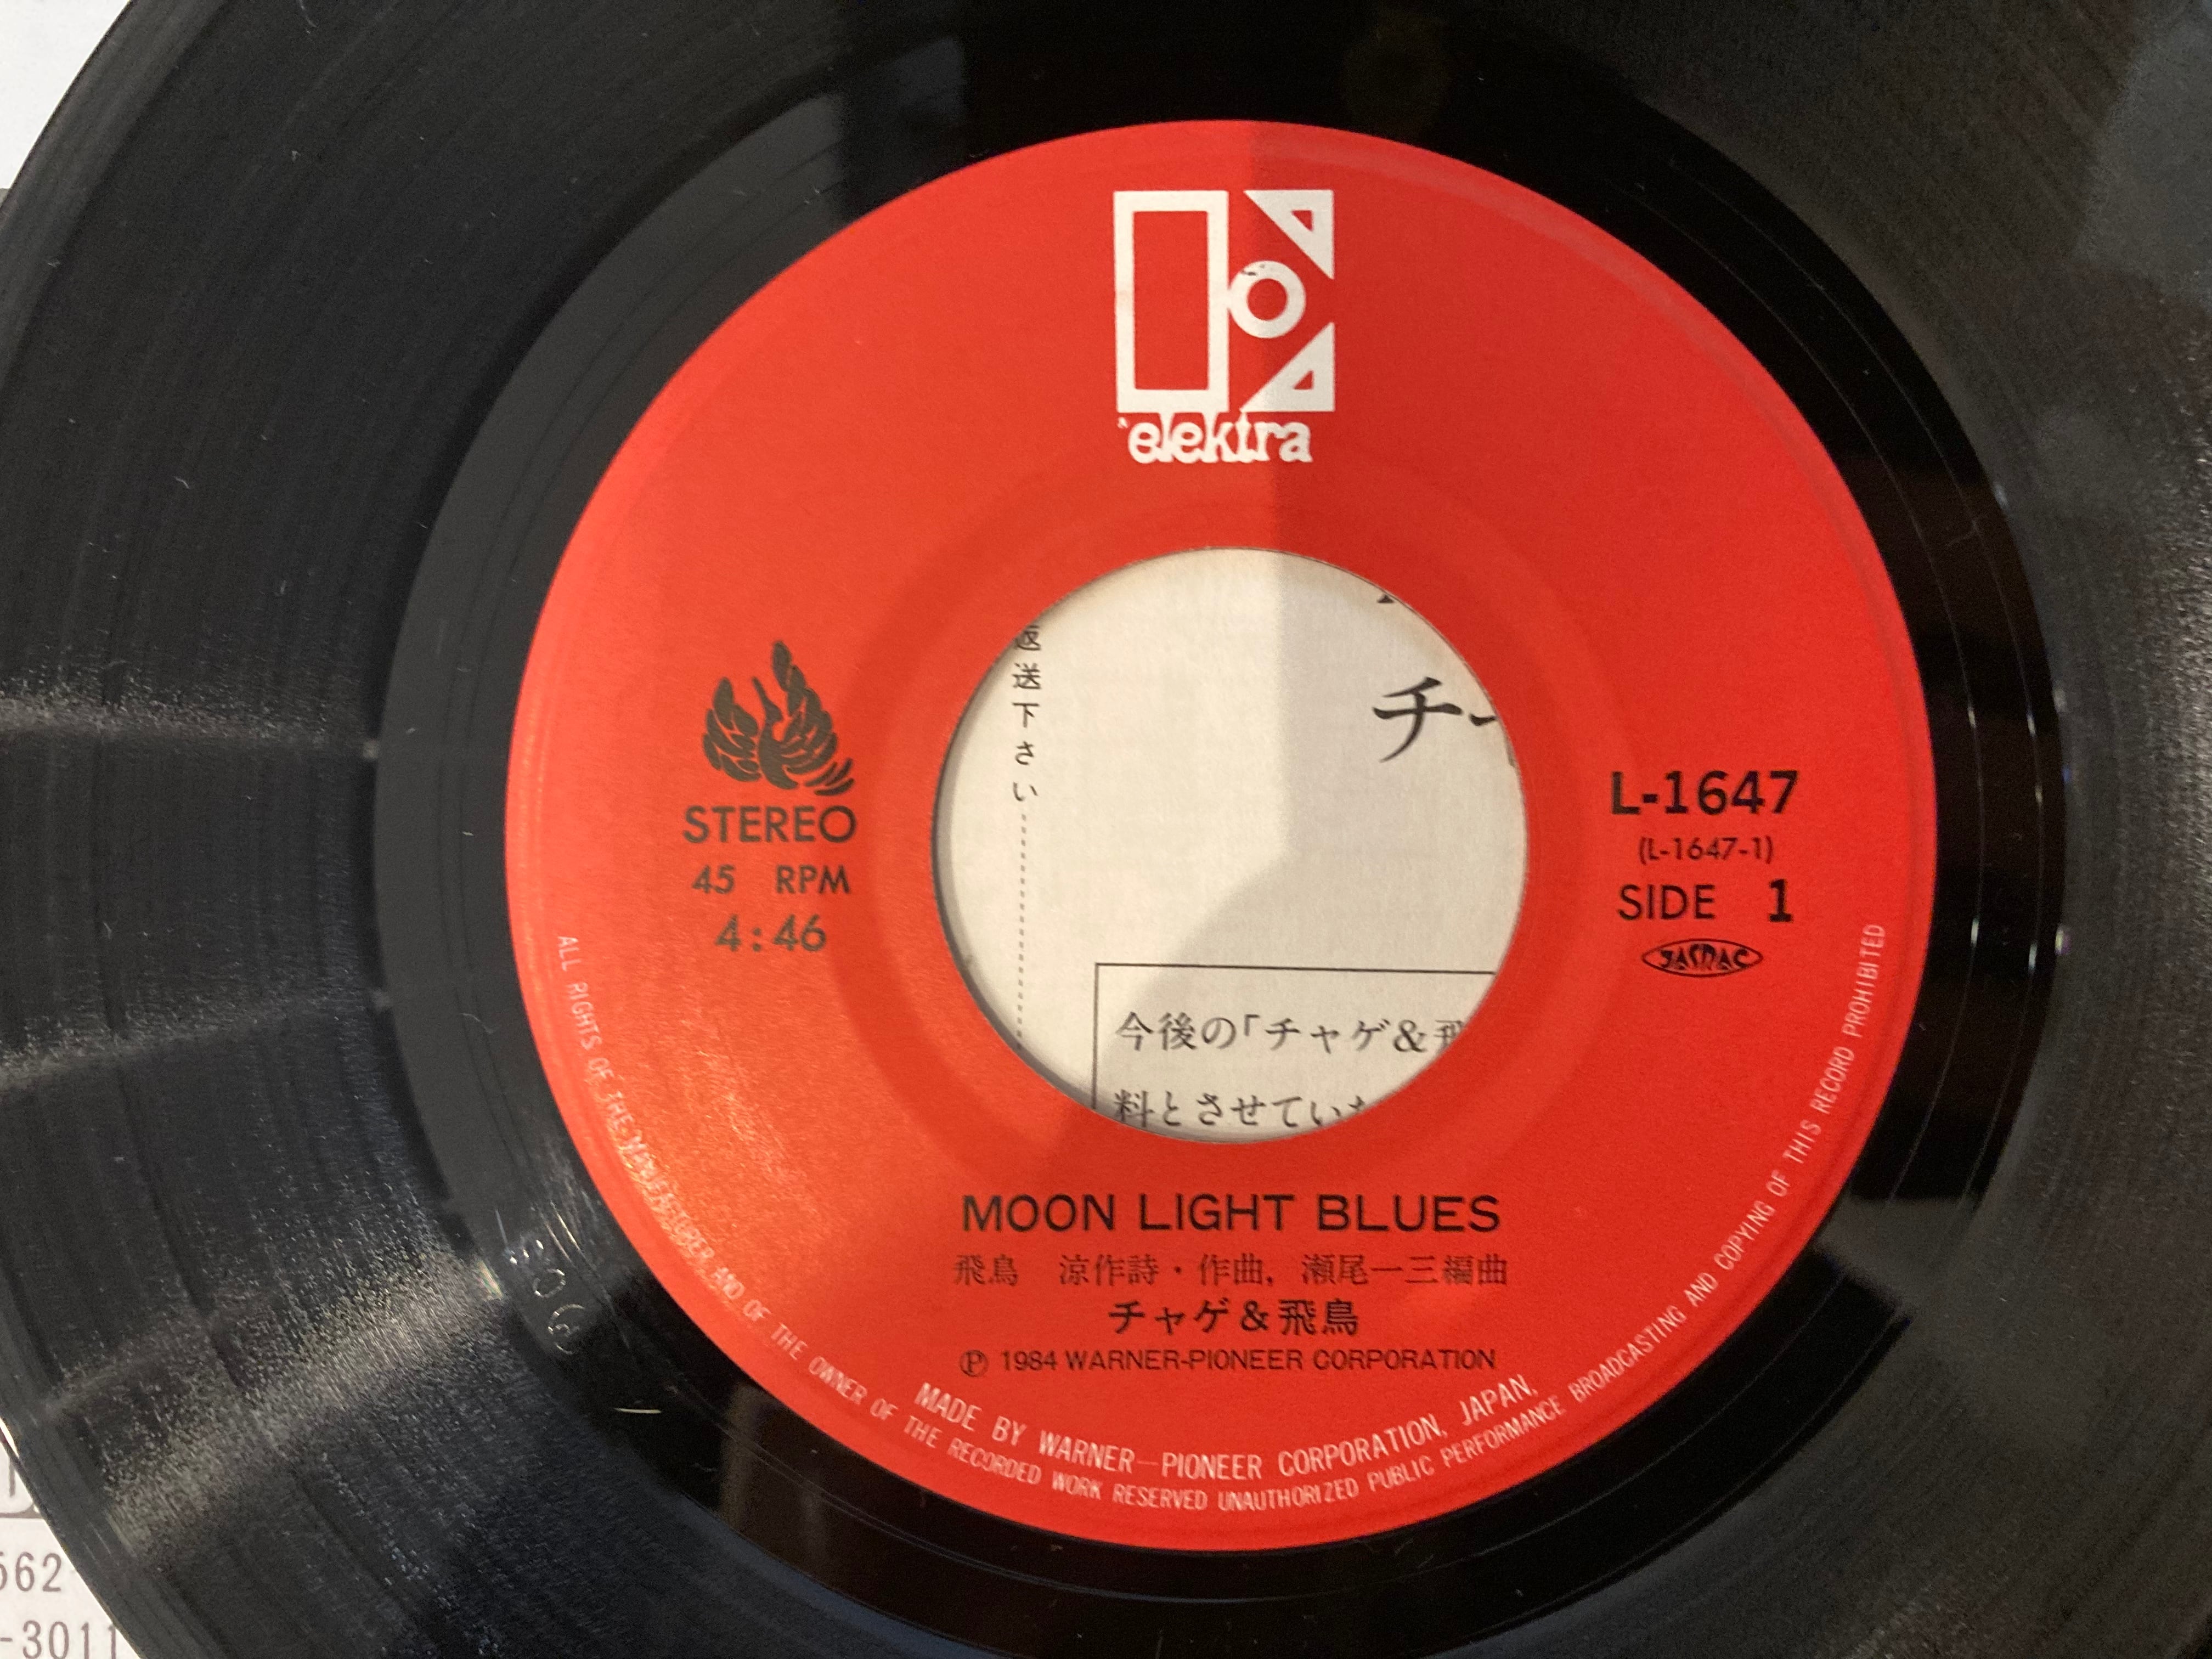 elektra
返送下さい
チャ
STEREO
45 RPM
4:46
L-1647
(L-1647-1)
SIDE 1
JASRAC
今後の「チャゲ&飛
料とさせていた
MOON LIGHT BLUES
飛鳥 涼作詩・作曲, 瀬尾一三編曲
チャゲ&飛鳥
Ⓟ 1984 WARNER-PIONEER CORPORATION
MADE BY WARNER-PIONEER CORPORATION, JAPAN.
ALL RIGHTS OF THE MANUFACTURER AND OF THE OWNER OF THE RECORDED WORK RESERVED UNAUTHORIZED PUBLIC PERFORMANCE BROADCASTING AND COPYING OF THIS RECORD PROHIBITED
562-
-3011